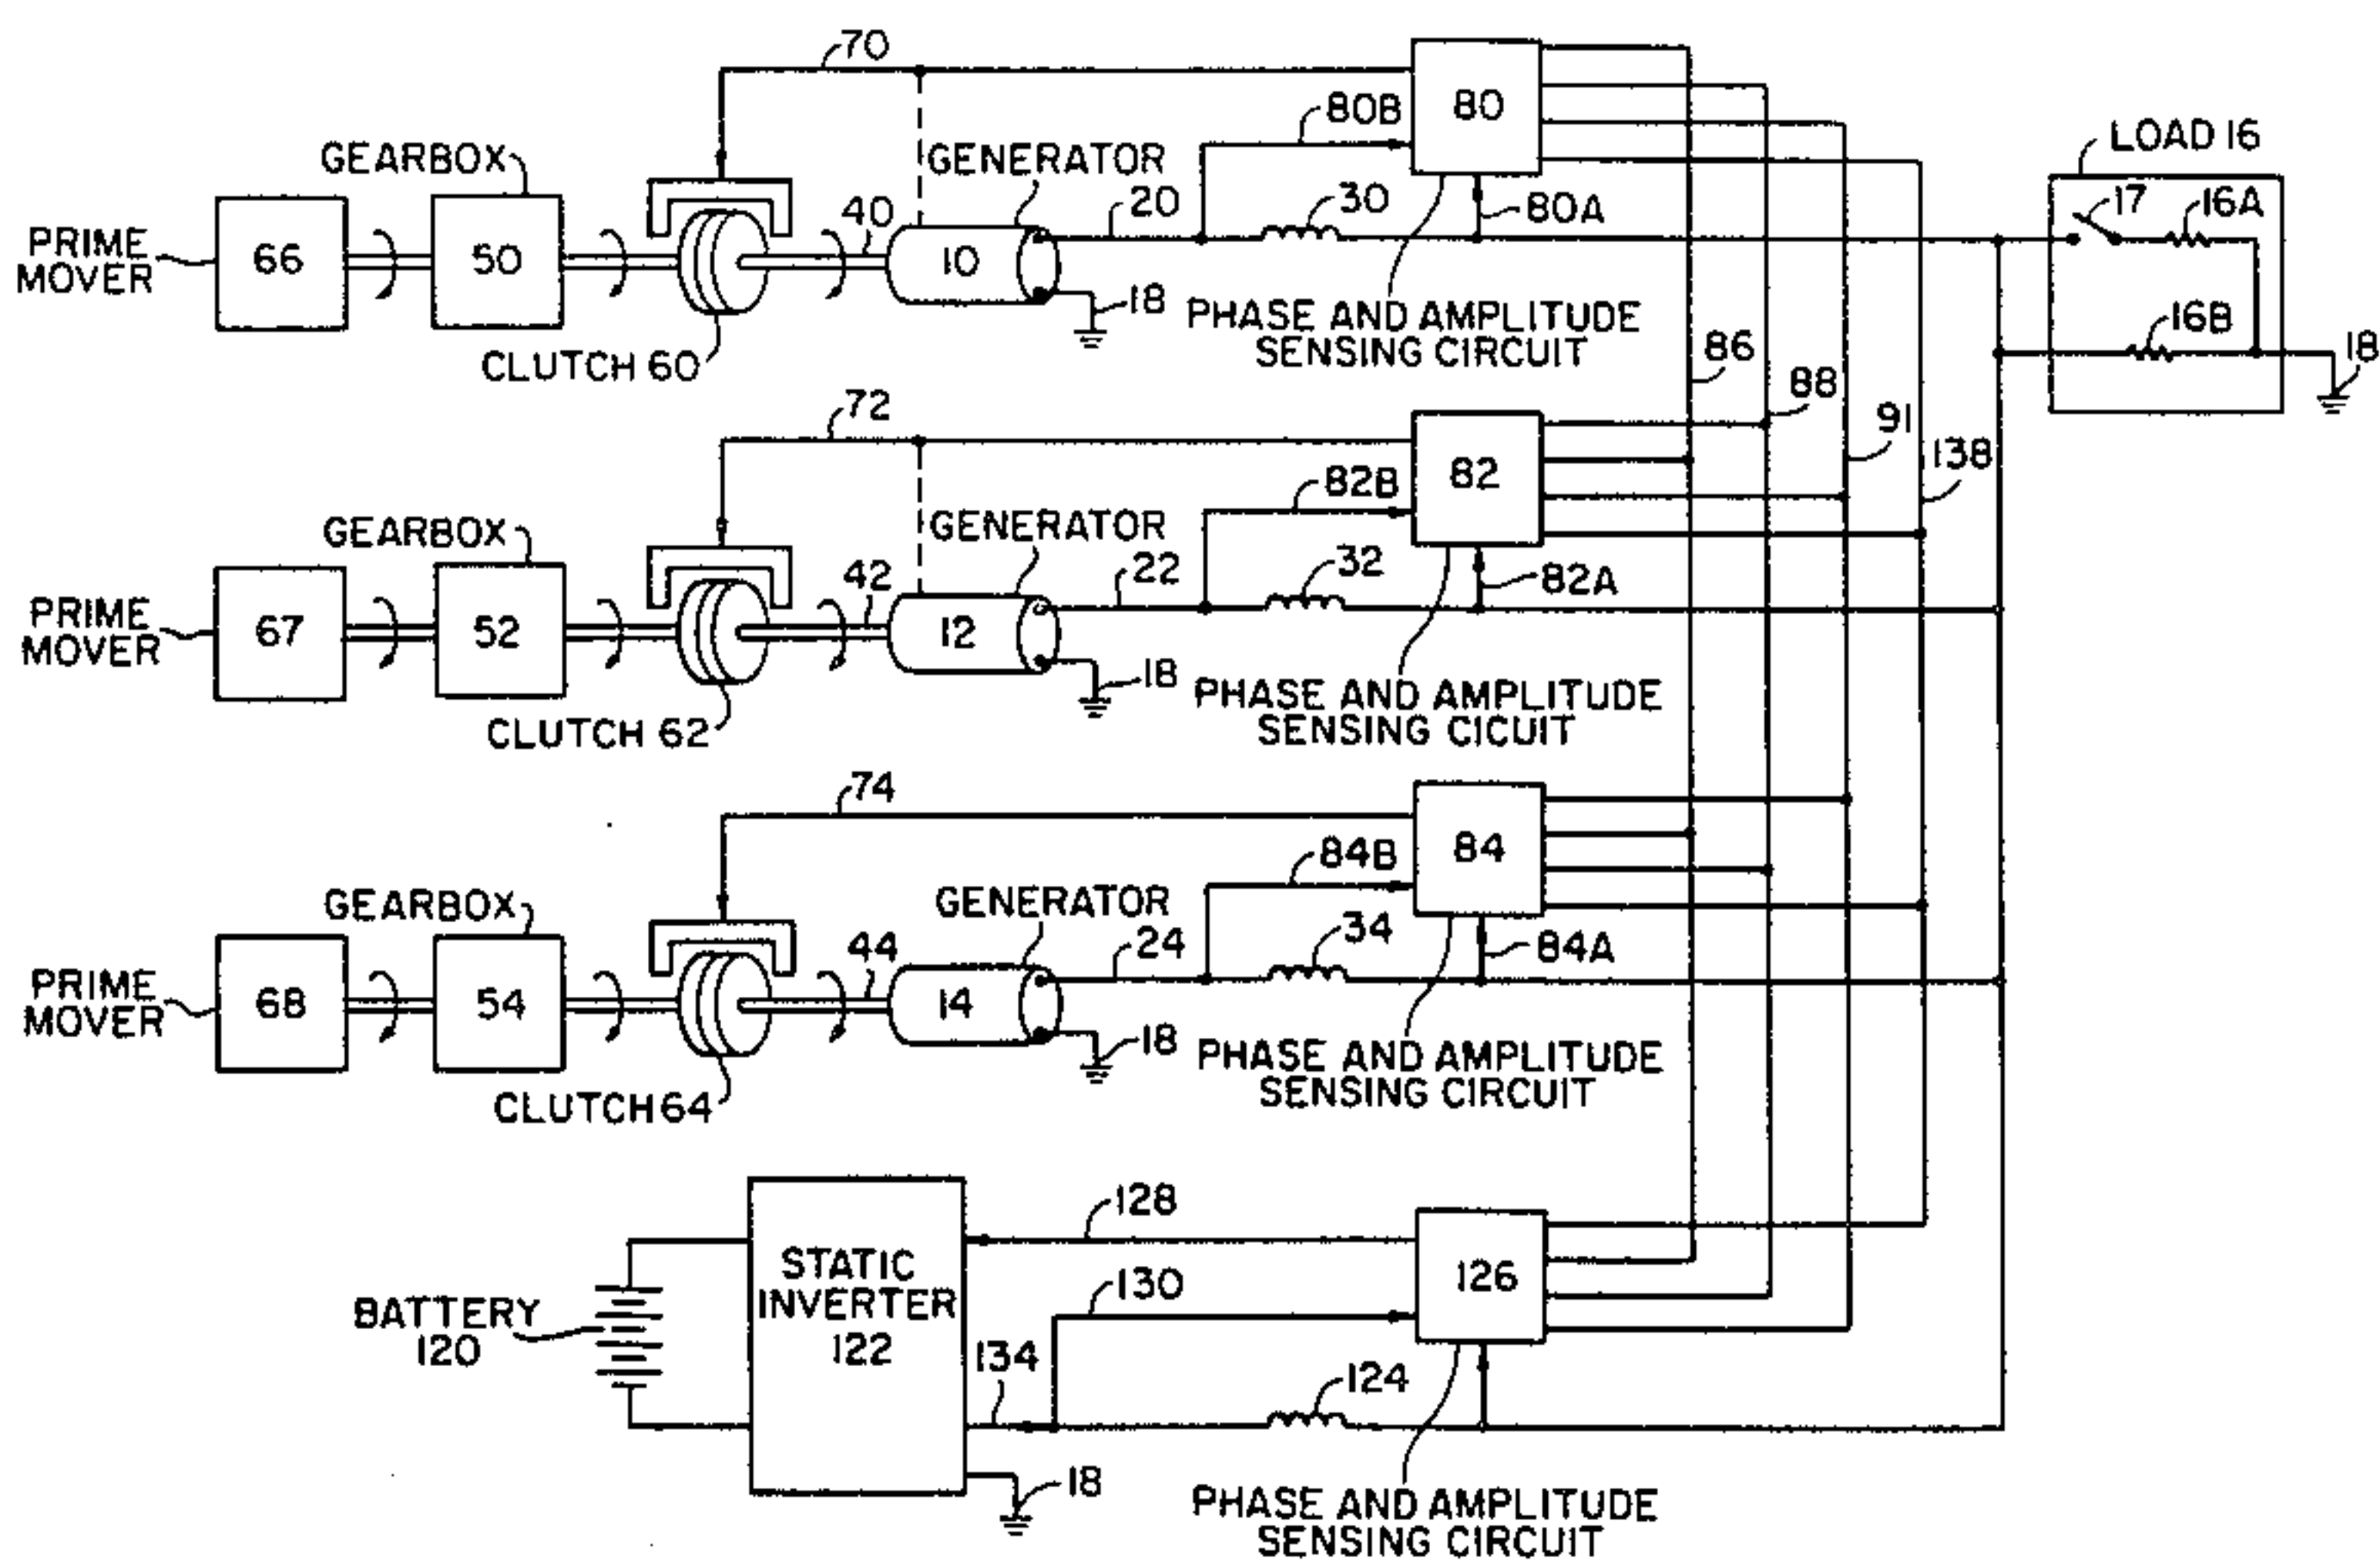 70
80
80B
GEARBOX
GENERATOR
LOAD 16
PRIME
MOVER
66
50
40
10
20
30
80A
17
16A
18
16B
18
CLUTCH 60
PHASE AND AMPLITUDE
SENSING CIRCUIT
86
88
91
138
72
82
82B
GEARBOX
GENERATOR
PRIME
MOVER
67
52
42
12
22
32
82A
18
CLUTCH 62
PHASE AND AMPLITUDE
SENSING CICUIT
74
84
84B
GEARBOX
GENERATOR
PRIME
MOVER
68
54
44
14
24
34
84A
18
CLUTCH 64
PHASE AND AMPLITUDE
SENSING CIRCUIT
BATTERY
120
STATIC
INVERTER
122
128
130
134
126
124
18
PHASE AND AMPLITUDE
SENSING CIRCUIT